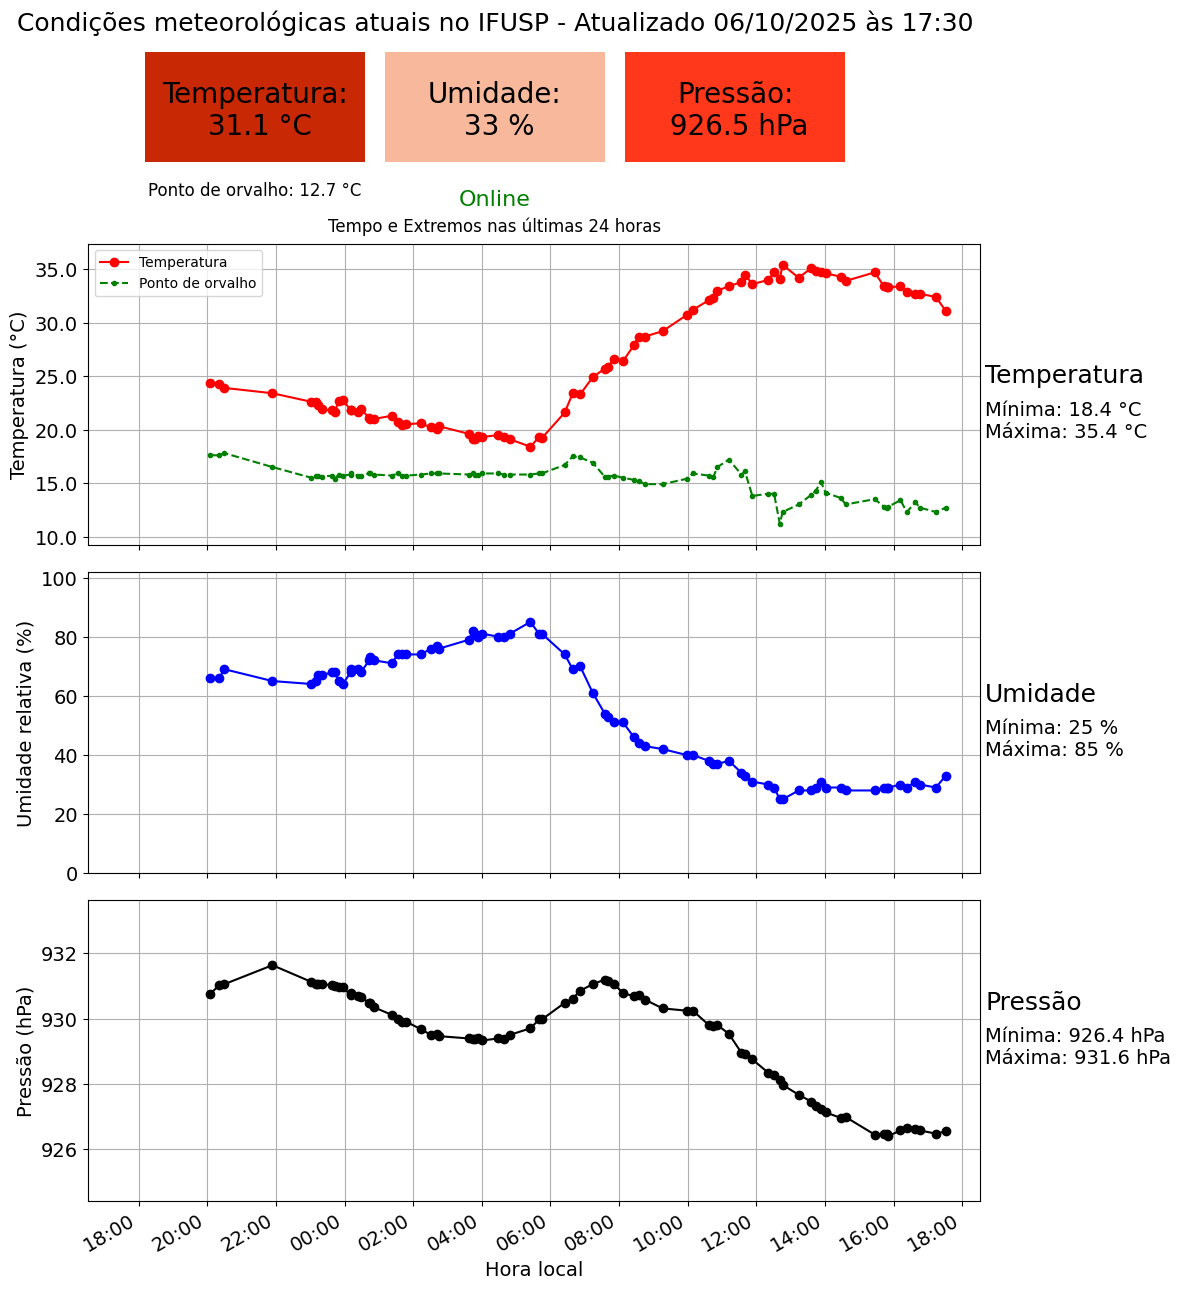 Condições meteorológicas atuais no IFUSP - Atualizado 06/10/2025 às 17:30
Temperatura:
31.1 °C
Umidade:
33 %
Pressão:
926.5 hPa
Ponto de orvalho: 12.7 °C
Online
Tempo e Extremos nas últimas 24 horas
Temperatura
Ponto de orvalho
Temperatura (°C)
35.0
30.0
25.0
20.0
15.0
10.0
Temperatura
Mínima: 18.4 °C
Máxima: 35.4 °C
Umidade relativa (%)
100
80
60
40
20
0
Umidade
Mínima: 25 %
Máxima: 85 %
Pressão (hPa)
932
930
928
926
Pressão
Mínima: 926.4 hPa
Máxima: 931.6 hPa
18:00 20:00 22:00 00:00 02:00 04:00 06:00 08:00 10:00 12:00 14:00 16:00 18:00
Hora local